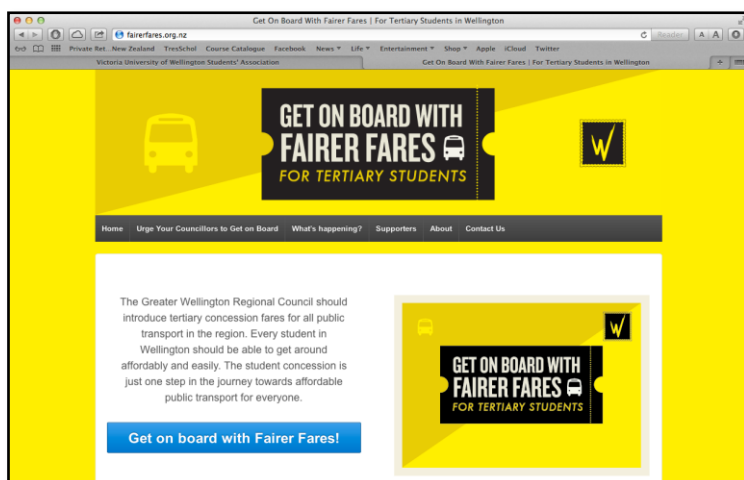 Get On Board With Fairer Fares | For Tertiary Students in Wellington
fairerfares.org.nz
Reader
A A
Private Ret...New Zealand TresSchol Course Catalogue Facebook News Life Entertainment Shop Apple iCloud Twitter
Victoria University of Wellington Students' Association
Get On Board With Fairer Fares | For Tertiary Students in Wellington
GET ON BOARD WITH
FAIRER FARES
FOR TERTIARY STUDENTS
W
Home Urge Your Councillors to Get on Board What's happening? Supporters About Contact Us
The Greater Wellington Regional Council should
introduce tertiary concession fares for all public
transport in the region. Every student in
Wellington should be able to get around
affordably and easily. The student concession is
just one step in the journey towards affordable
public transport for everyone.
Get on board with Fairer Fares!
W
GET ON BOARD WITH
FAIRER FARES
FOR TERTIARY STUDENTS